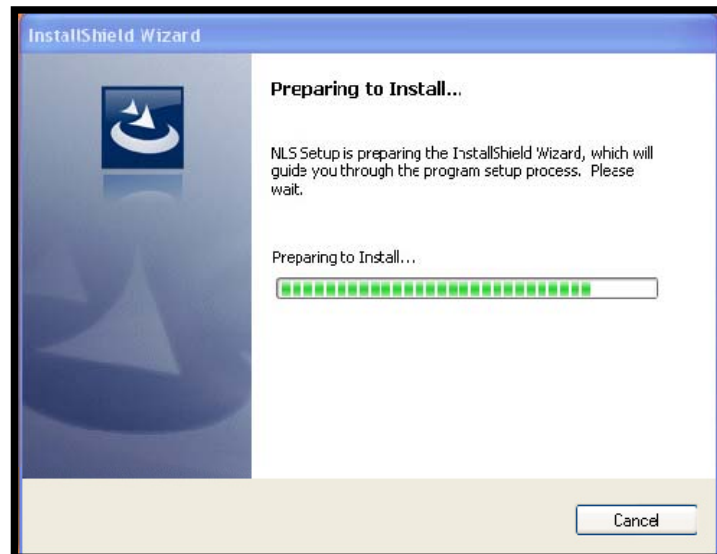 InstallShield Wizard
Preparing to Install...
NLS Setup is preparing the InstallShield Wizard, which will
guide you through the program setup process. Please
wait.
Preparing to Install...
Cancel